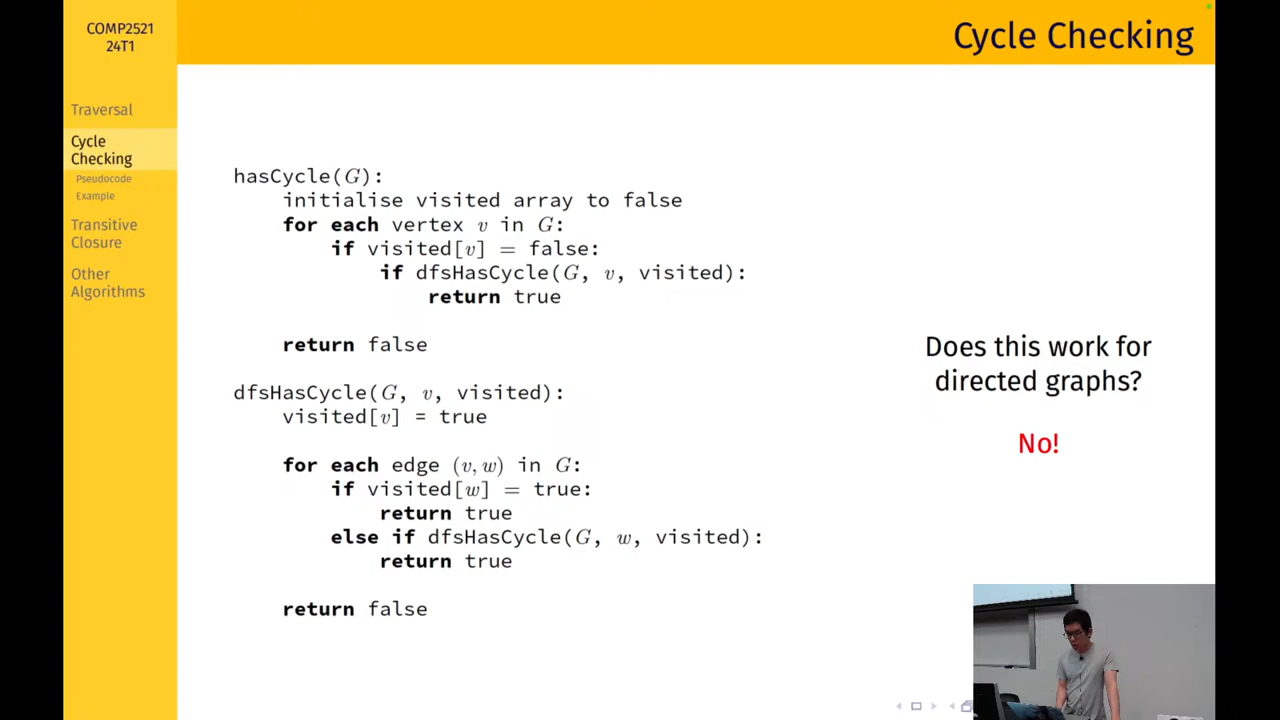 COMP2521
24T1
Cycle Checking
Traversal
Cycle
Checking
Pseudocode
Example
Transitive
Closure
Other
Algorithms
hasCycle(G):
    initialise visited array to false
    for each vertex v in G:
        if visited[v] = false:
            if dfsHasCycle(G, v, visited):
                return true

    return false

dfsHasCycle(G, v, visited):
    visited[v] = true

    for each edge (v, w) in G:
        if visited[w] = true:
            return true
        else if dfsHasCycle(G, w, visited):
            return true

    return false
Does this work for
directed graphs?
No!